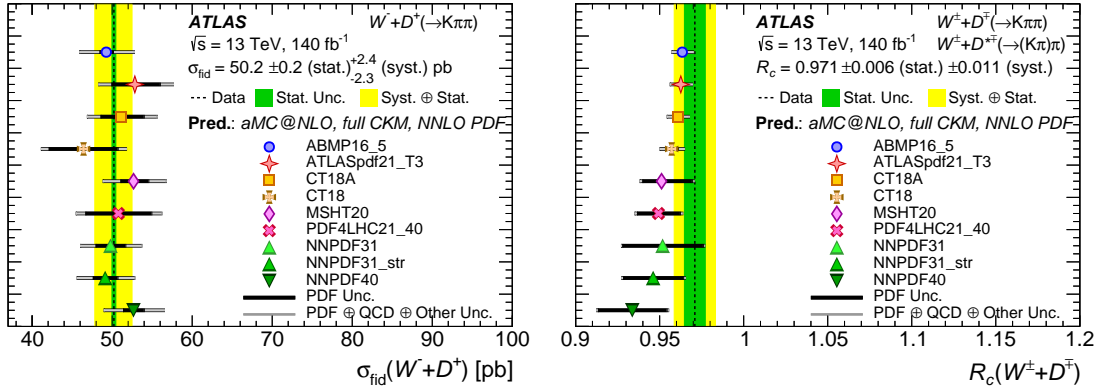 ATLAS W⁻+D⁺(→Kππ)
√s = 13 TeV, 140 fb⁻¹
σfid = 50.2 ±0.2 (stat.) +2.4 -2.3 (syst.) pb
Data Stat. Unc. Syst. ⊕ Stat.
Pred.: aMC@NLO, full CKM, NNLO PDF
ABMP16_5
ATLASpdf21_T3
CT18A
CT18
MSHT20
PDF4LHC21_40
NNPDF31
NNPDF31_str
NNPDF40
PDF Unc.
PDF ⊕ QCD ⊕ Other Unc.
40 50 60 70 80 90 100
σfid(W⁻+D⁺) [pb]
ATLAS W±+D∓(→Kππ)
√s = 13 TeV, 140 fb⁻¹ W±+D*∓(→(Kπ)π)
Rc = 0.971 ±0.006 (stat.) ±0.011 (syst.)
Data Stat. Unc. Syst. ⊕ Stat.
Pred.: aMC@NLO, full CKM, NNLO PDF
ABMP16_5
ATLASpdf21_T3
CT18A
CT18
MSHT20
PDF4LHC21_40
NNPDF31
NNPDF31_str
NNPDF40
PDF Unc.
PDF ⊕ QCD ⊕ Other Unc.
0.9 0.95 1 1.05 1.1 1.15 1.2
Rc(W±+D∓)